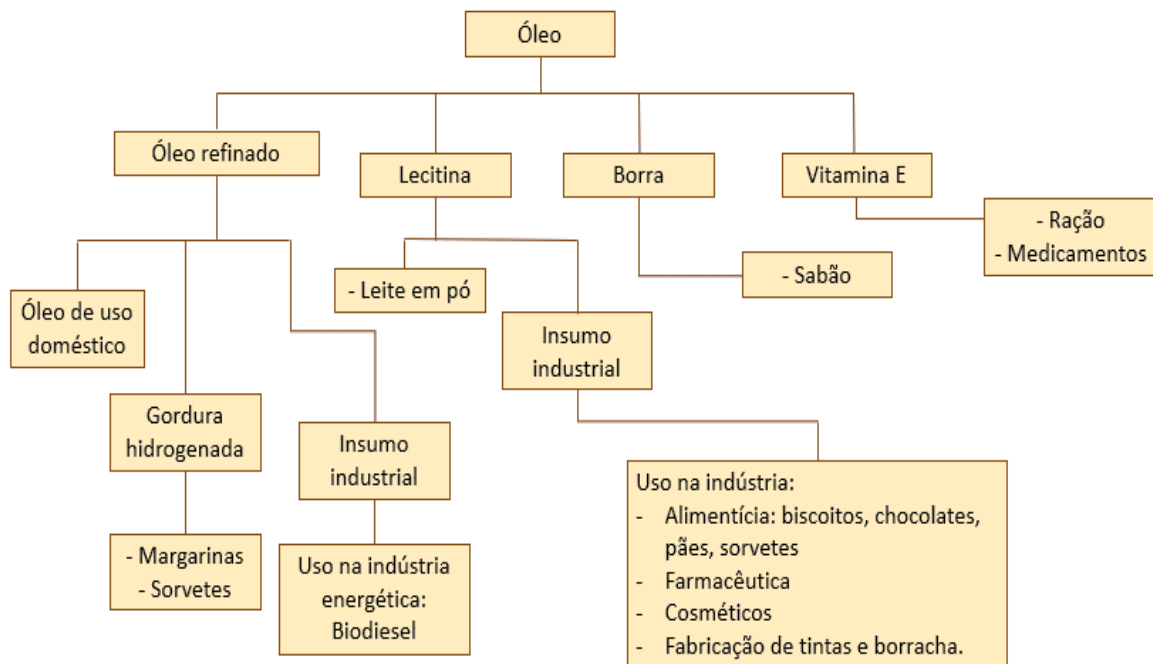 Óleo
Óleo refinado
Lecitina
Borra
Vitamina E
- Ração
- Medicamentos
- Sabão
- Leite em pó
Óleo de uso
doméstico
Insumo
industrial
Gordura
hidrogenada
Insumo
industrial
Uso na indústria:
- Alimentícia: biscoitos, chocolates,
pães, sorvetes
- Farmacêutica
- Cosméticos
- Fabricação de tintas e borracha.
- Margarinas
- Sorvetes
Uso na indústria
energética:
Biodiesel